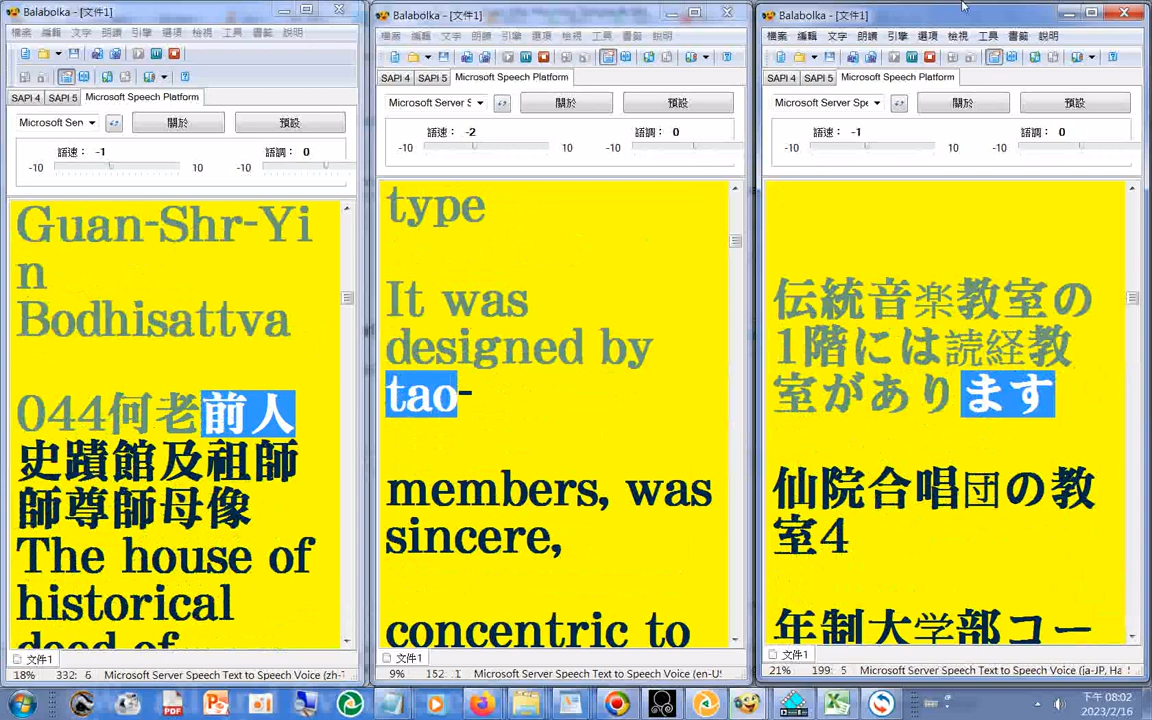 Balabolka - [文件1]
檔案 編輯 文字 朗讀 引擎 選項 檢視 工具 書籤 說明
SAPI 4 SAPI 5 Microsoft Speech Platform
Microsoft Ser 關於 預設
語速： -1 語調： 0
-10 10 -10
Guan-Shr-Yi
n
Bodhisattva
044何老前人
史蹟館及祖師
師尊師母像
The house of
historical
deed of
文件1
18% 332: 6 Microsoft Server Speech Text to Speech Voice (zh-T
Balabolka - [文件1]
檔案 編輯 文字 朗讀 引擎 選項 檢視 工具 書籤 說明
SAPI 4 SAPI 5 Microsoft Speech Platform
Microsoft Server S 關於 預設
語速： -2 語調： 0
-10 10 -10
type
It was
designed by
tao-
members, was
sincere,
concentric to
文件1
9% 152: 1 Microsoft Server Speech Text to Speech Voice (en-US
Balabolka - [文件1]
檔案 編輯 文字 朗讀 引擎 選項 檢視 工具 書籤 說明
SAPI 4 SAPI 5 Microsoft Speech Platform
Microsoft Server Spe 關於 預設
語速： -1 語調： 0
-10 10 -10
伝統音楽教室の
1階には読経教
室があります
仙院合唱団の教
室4
年制大学部コー
文件1
21% 199: 5 Microsoft Server Speech Text to Speech Voice (ja-JP, Ha
下午 08:02
2023/2/16